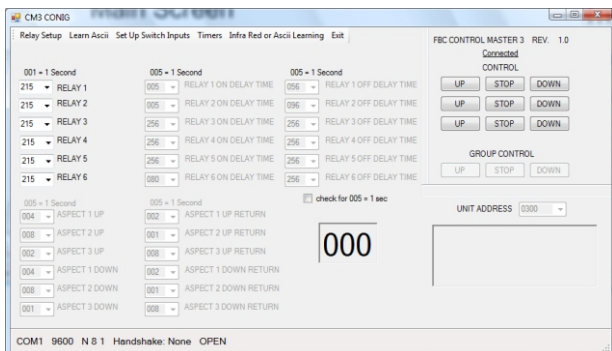 Main Screen
CM3 CONIG
Relay Setup Learn Ascii Set Up Switch Inputs Timers Infra Red or Ascii Learning Exit
FBC CONTROL MASTER 3 REV. 1.0
Connected
CONTROL
UP STOP DOWN
UP STOP DOWN
UP STOP DOWN
GROUP CONTROL
UP STOP DOWN
UNIT ADDRESS 0300
001 = 1 Second 005 = 1 Second 005 = 1 Second
215 RELAY 1 005 RELAY 1 ON DELAY TIME 056 RELAY 1 OFF DELAY TIME
215 RELAY 2 005 RELAY 2 ON DELAY TIME 096 RELAY 2 OFF DELAY TIME
215 RELAY 3 256 RELAY 3 ON DELAY TIME 256 RELAY 3 OFF DELAY TIME
215 RELAY 4 256 RELAY 4 ON DELAY TIME 256 RELAY 4 OFF DELAY TIME
215 RELAY 5 256 RELAY 5 ON DELAY TIME 256 RELAY 5 OFF DELAY TIME
215 RELAY 6 080 RELAY 6 ON DELAY TIME 256 RELAY 6 OFF DELAY TIME
005 = 1 Second 005 = 1 Second check for 005 = 1 sec
004 ASPECT 1 UP 002 ASPECT 1 UP RETURN
008 ASPECT 2 UP 001 ASPECT 2 UP RETURN
002 ASPECT 3 UP 008 ASPECT 3 UP RETURN
004 ASPECT 1 DOWN 002 ASPECT 1 DOWN RETURN
008 ASPECT 2 DOWN 001 ASPECT 2 DOWN RETURN
001 ASPECT 3 DOWN 008 ASPECT 3 DOWN RETURN
000
COM1 9600 N 8 1 Handshake: None OPEN